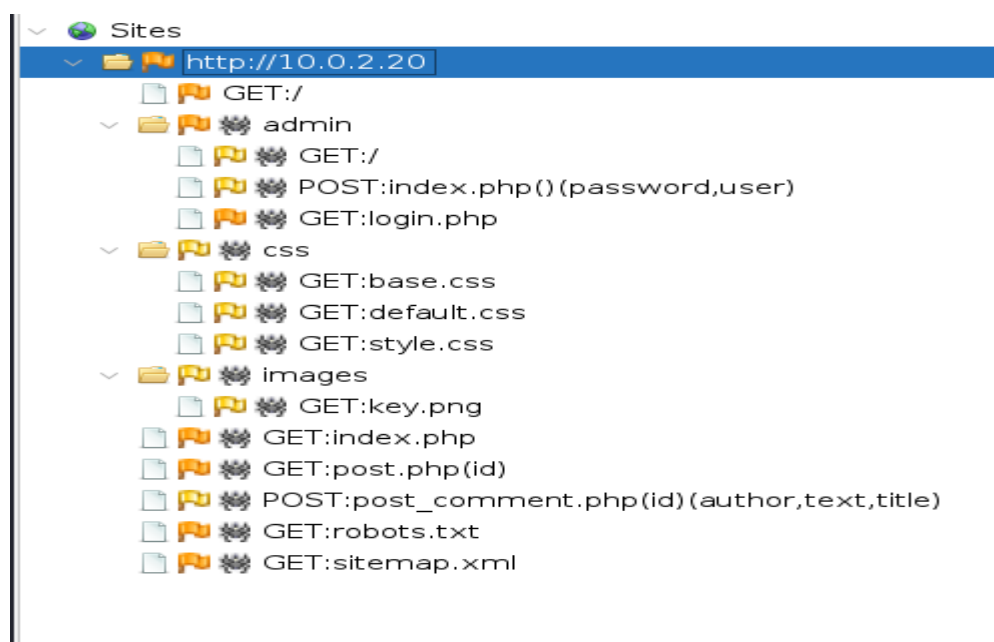 Sites
http://10.0.2.20
GET:/
admin
GET:/
POST:index.php()(password,user)
GET:login.php
css
GET:base.css
GET:default.css
GET:style.css
images
GET:key.png
GET:index.php
GET:post.php(id)
POST:post_comment.php(id)(author,text,title)
GET:robots.txt
GET:sitemap.xml